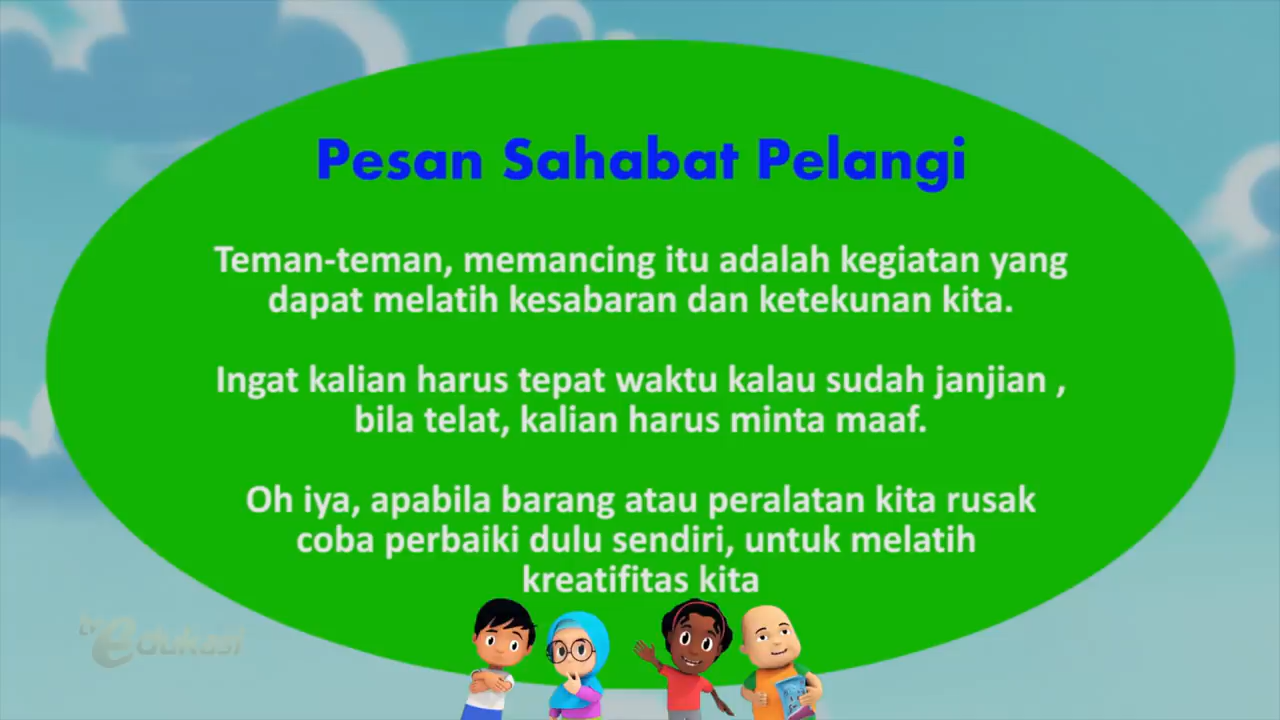 Pesan Sahabat Pelangi
Teman-teman, memancing itu adalah kegiatan yang
dapat melatih kesabaran dan ketekunan kita.
Ingat kalian harus tepat waktu kalau sudah janjian ,
bila telat, kalian harus minta maaf.
Oh iya, apabila barang atau peralatan kita rusak
coba perbaiki dulu sendiri, untuk melatih
kreatifitas kita
tv edukasi